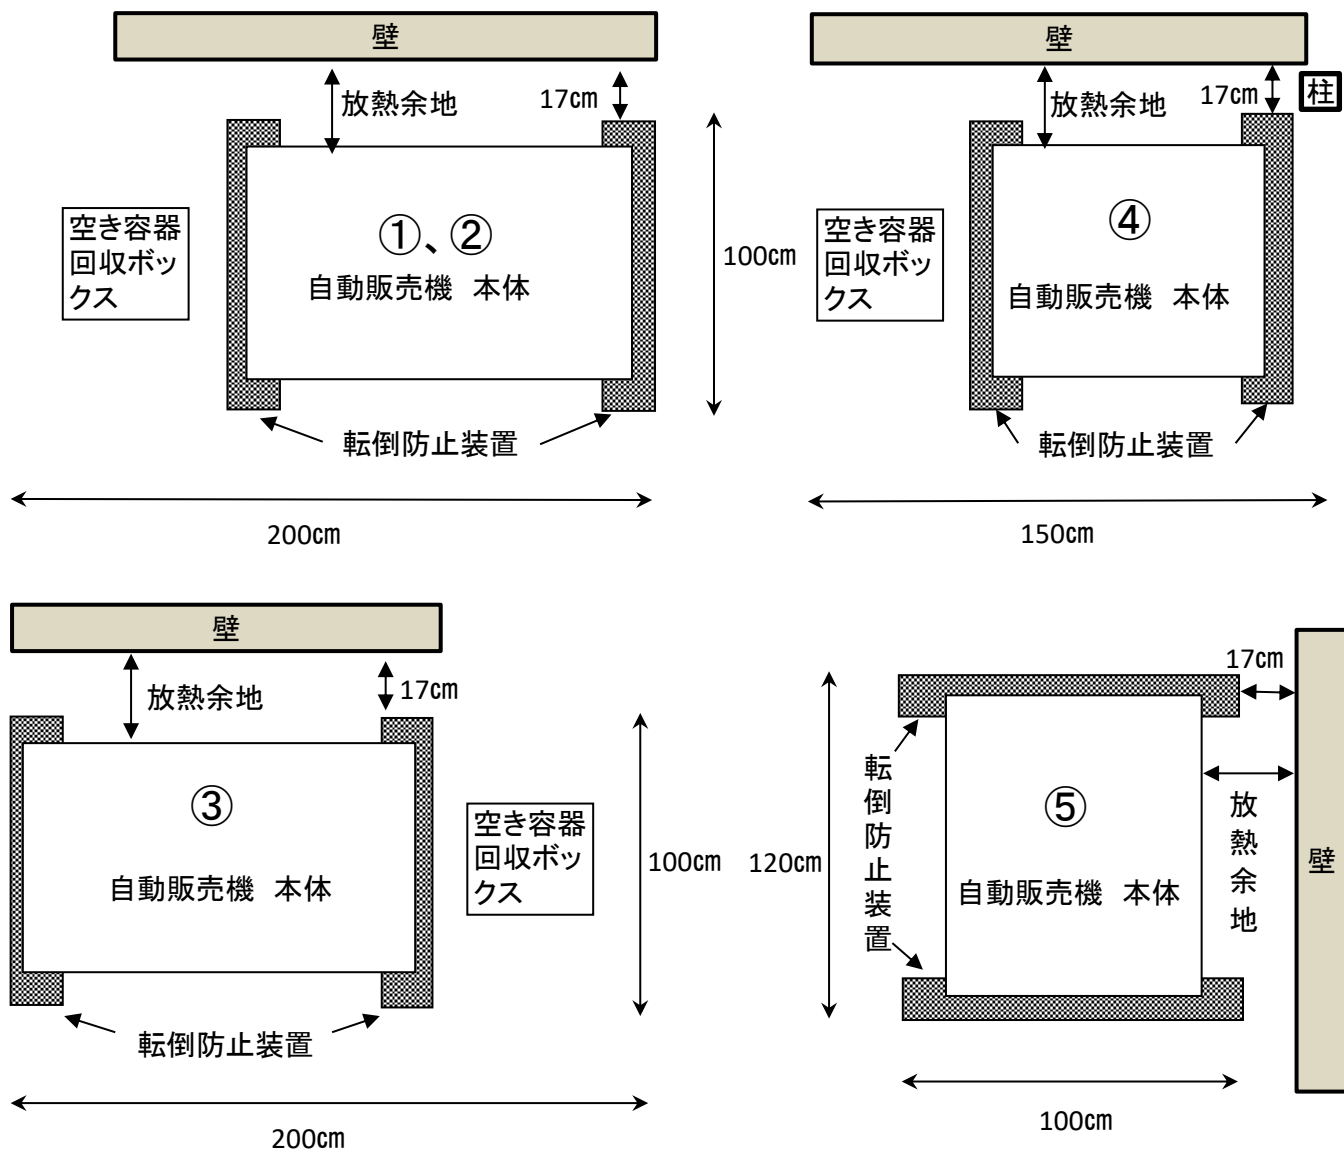 壁
放熱余地
17㎝
空き容器
回収ボッ
クス
①、②
自動販売機 本体
100㎝
転倒防止装置
200㎝
壁
放熱余地
17㎝
柱
空き容器
回収ボッ
クス
④
自動販売機 本体
転倒防止装置
150㎝
壁
放熱余地
17㎝
③
自動販売機 本体
空き容器
回収ボッ
クス
100㎝
転倒防止装置
200㎝
17㎝
120㎝
転倒防止装置
⑤
自動販売機 本体
放熱余地
壁
100㎝